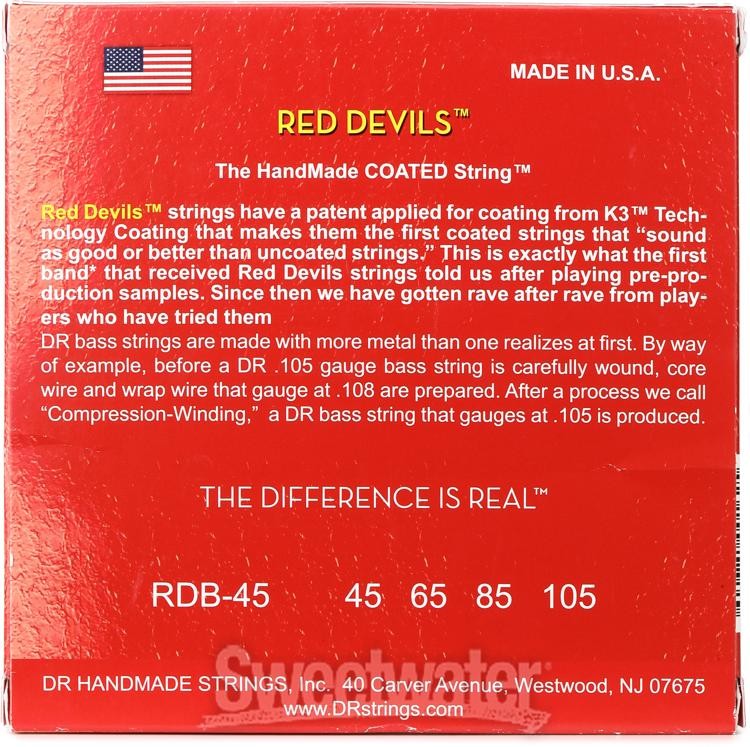 MADE IN U.S.A.
RED DEVILS™
The HandMade COATED String™
Red Devils™ strings have a patent applied for coating from K3™ Tech-
nology Coating that makes them the first coated strings that “sound
as good or better than uncoated strings.” This is exactly what the first
band* that received Red Devils strings told us after playing pre-pro-
duction samples. Since then we have gotten rave after rave from play-
ers who have tried them
DR bass strings are made with more metal than one realizes at first. By way
of example, before a DR .105 gauge bass string is carefully wound, core
wire and wrap wire that gauge at .108 are prepared. After a process we call
“Compression-Winding,” a DR bass string that gauges at .105 is produced.
THE DIFFERENCE IS REAL™
RDB-45 45 65 85 105
Sweetwater®
DR HANDMADE STRINGS, Inc. 40 Carver Avenue, Westwood, NJ 07675
www.DRstrings.com